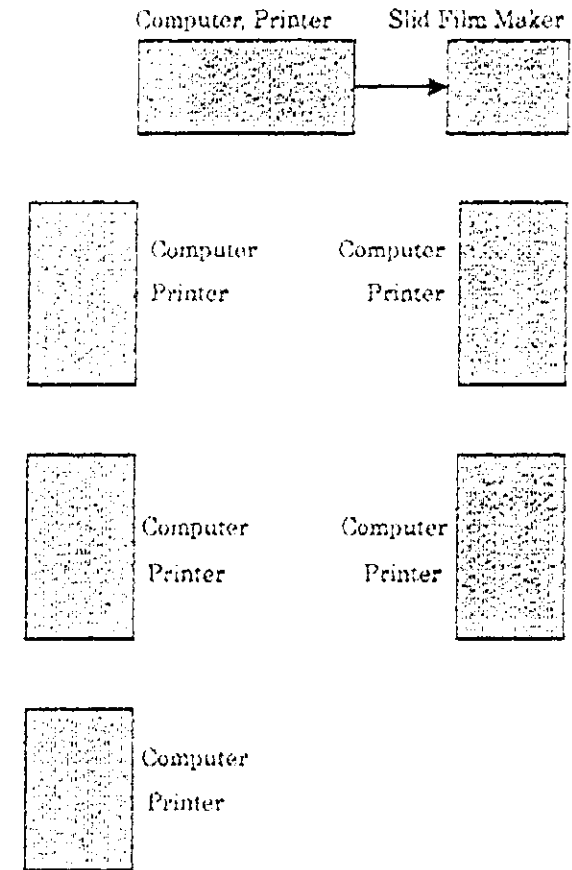 Computer, Printer
Slid Film Maker
Computer
Printer
Computer
Printer
Computer
Printer
Computer
Printer
Computer
Printer